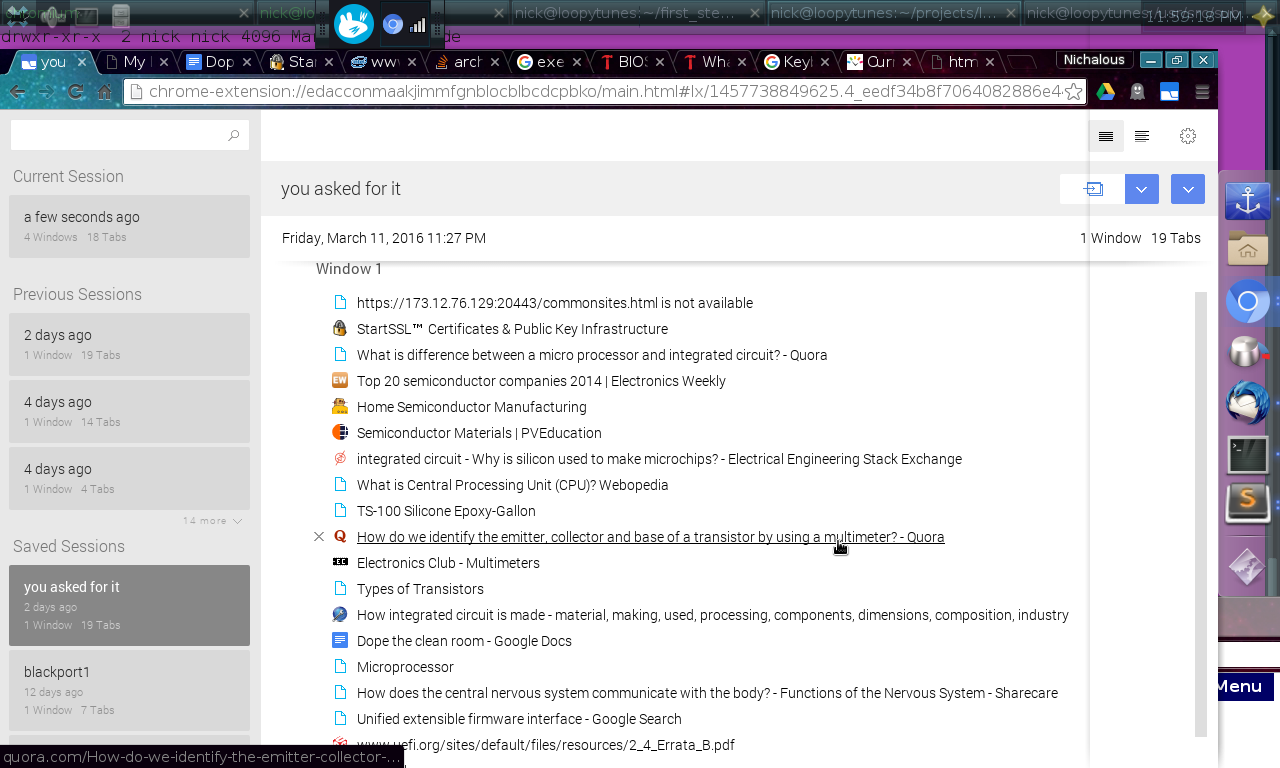 nick@loopytunes: ~/first_s e...
nick@loopytunes: ~/projects/l...
11:59:18 PM
drwxr-xr-x 2 nick nick 4096 Ma
de
you
My
Dop
Star
ww
arch
exe
BIOS
Wha
Key
Curr
htm
Nichalous
chrome-extension://edacconmaakjimmfgnblocblbcdcpbko/main.html#lx/1457738849625.4_eedf34b8f7064082886e4
Current Session
a few seconds ago
4 Windows 18 Tabs
Previous Sessions
2 days ago
1 Window 19 Tabs
4 days ago
1 Window 14 Tabs
4 days ago
1 Window 4 Tabs
14 more
Saved Sessions
you asked for it
2 days ago
1 Window 19 Tabs
blackport1
12 days ago
1 Window 7 Tabs
you asked for it
Friday, March 11, 2016 11:27 PM
1 Window 19 Tabs
Window 1
https://173.12.76.129:20443/commonsites.html is not available
StartSSL™ Certificates & Public Key Infrastructure
What is difference between a micro processor and integrated circuit? - Quora
EW Top 20 semiconductor companies 2014 | Electronics Weekly
Home Semiconductor Manufacturing
Semiconductor Materials | PVEducation
integrated circuit - Why is silicon used to make microchips? - Electrical Engineering Stack Exchange
What is Central Processing Unit (CPU)? Webopedia
TS-100 Silicone Epoxy-Gallon
Q How do we identify the emitter, collector and base of a transistor by using a multimeter? - Quora
Electronics Club - Multimeters
Types of Transistors
How integrated circuit is made - material, making, used, processing, components, dimensions, composition, industry
Dope the clean room - Google Docs
Microprocessor
How does the central nervous system communicate with the body? - Functions of the Nervous System - Sharecare
Unified extensible firmware interface - Google Search
www.uefi.org/sites/default/files/resources/2_4_Errata_B.pdf
quora.com/How-do-we-identify-the-emitter-collector-...
Menu